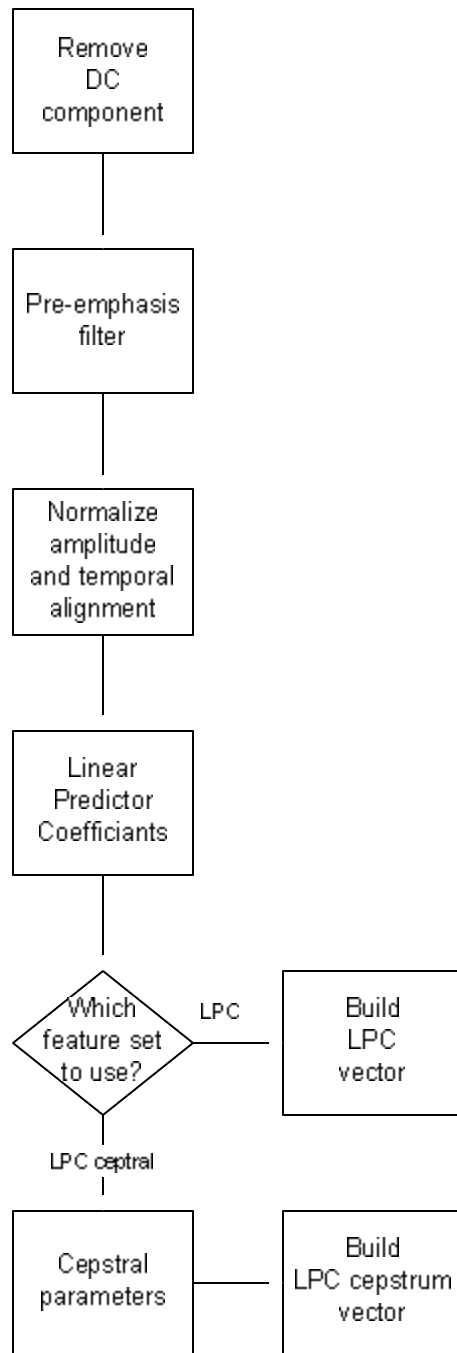 Remove
DC
component
Pre-emphasis
filter
Normalize
amplitude
and temporal
alignment
Linear
Predictor
Coefficiants
Which
feature set
to use?
LPC
Build
LPC
vector
LPC ceptral
Cepstral
parameters
Build
LPC cepstrum
vector